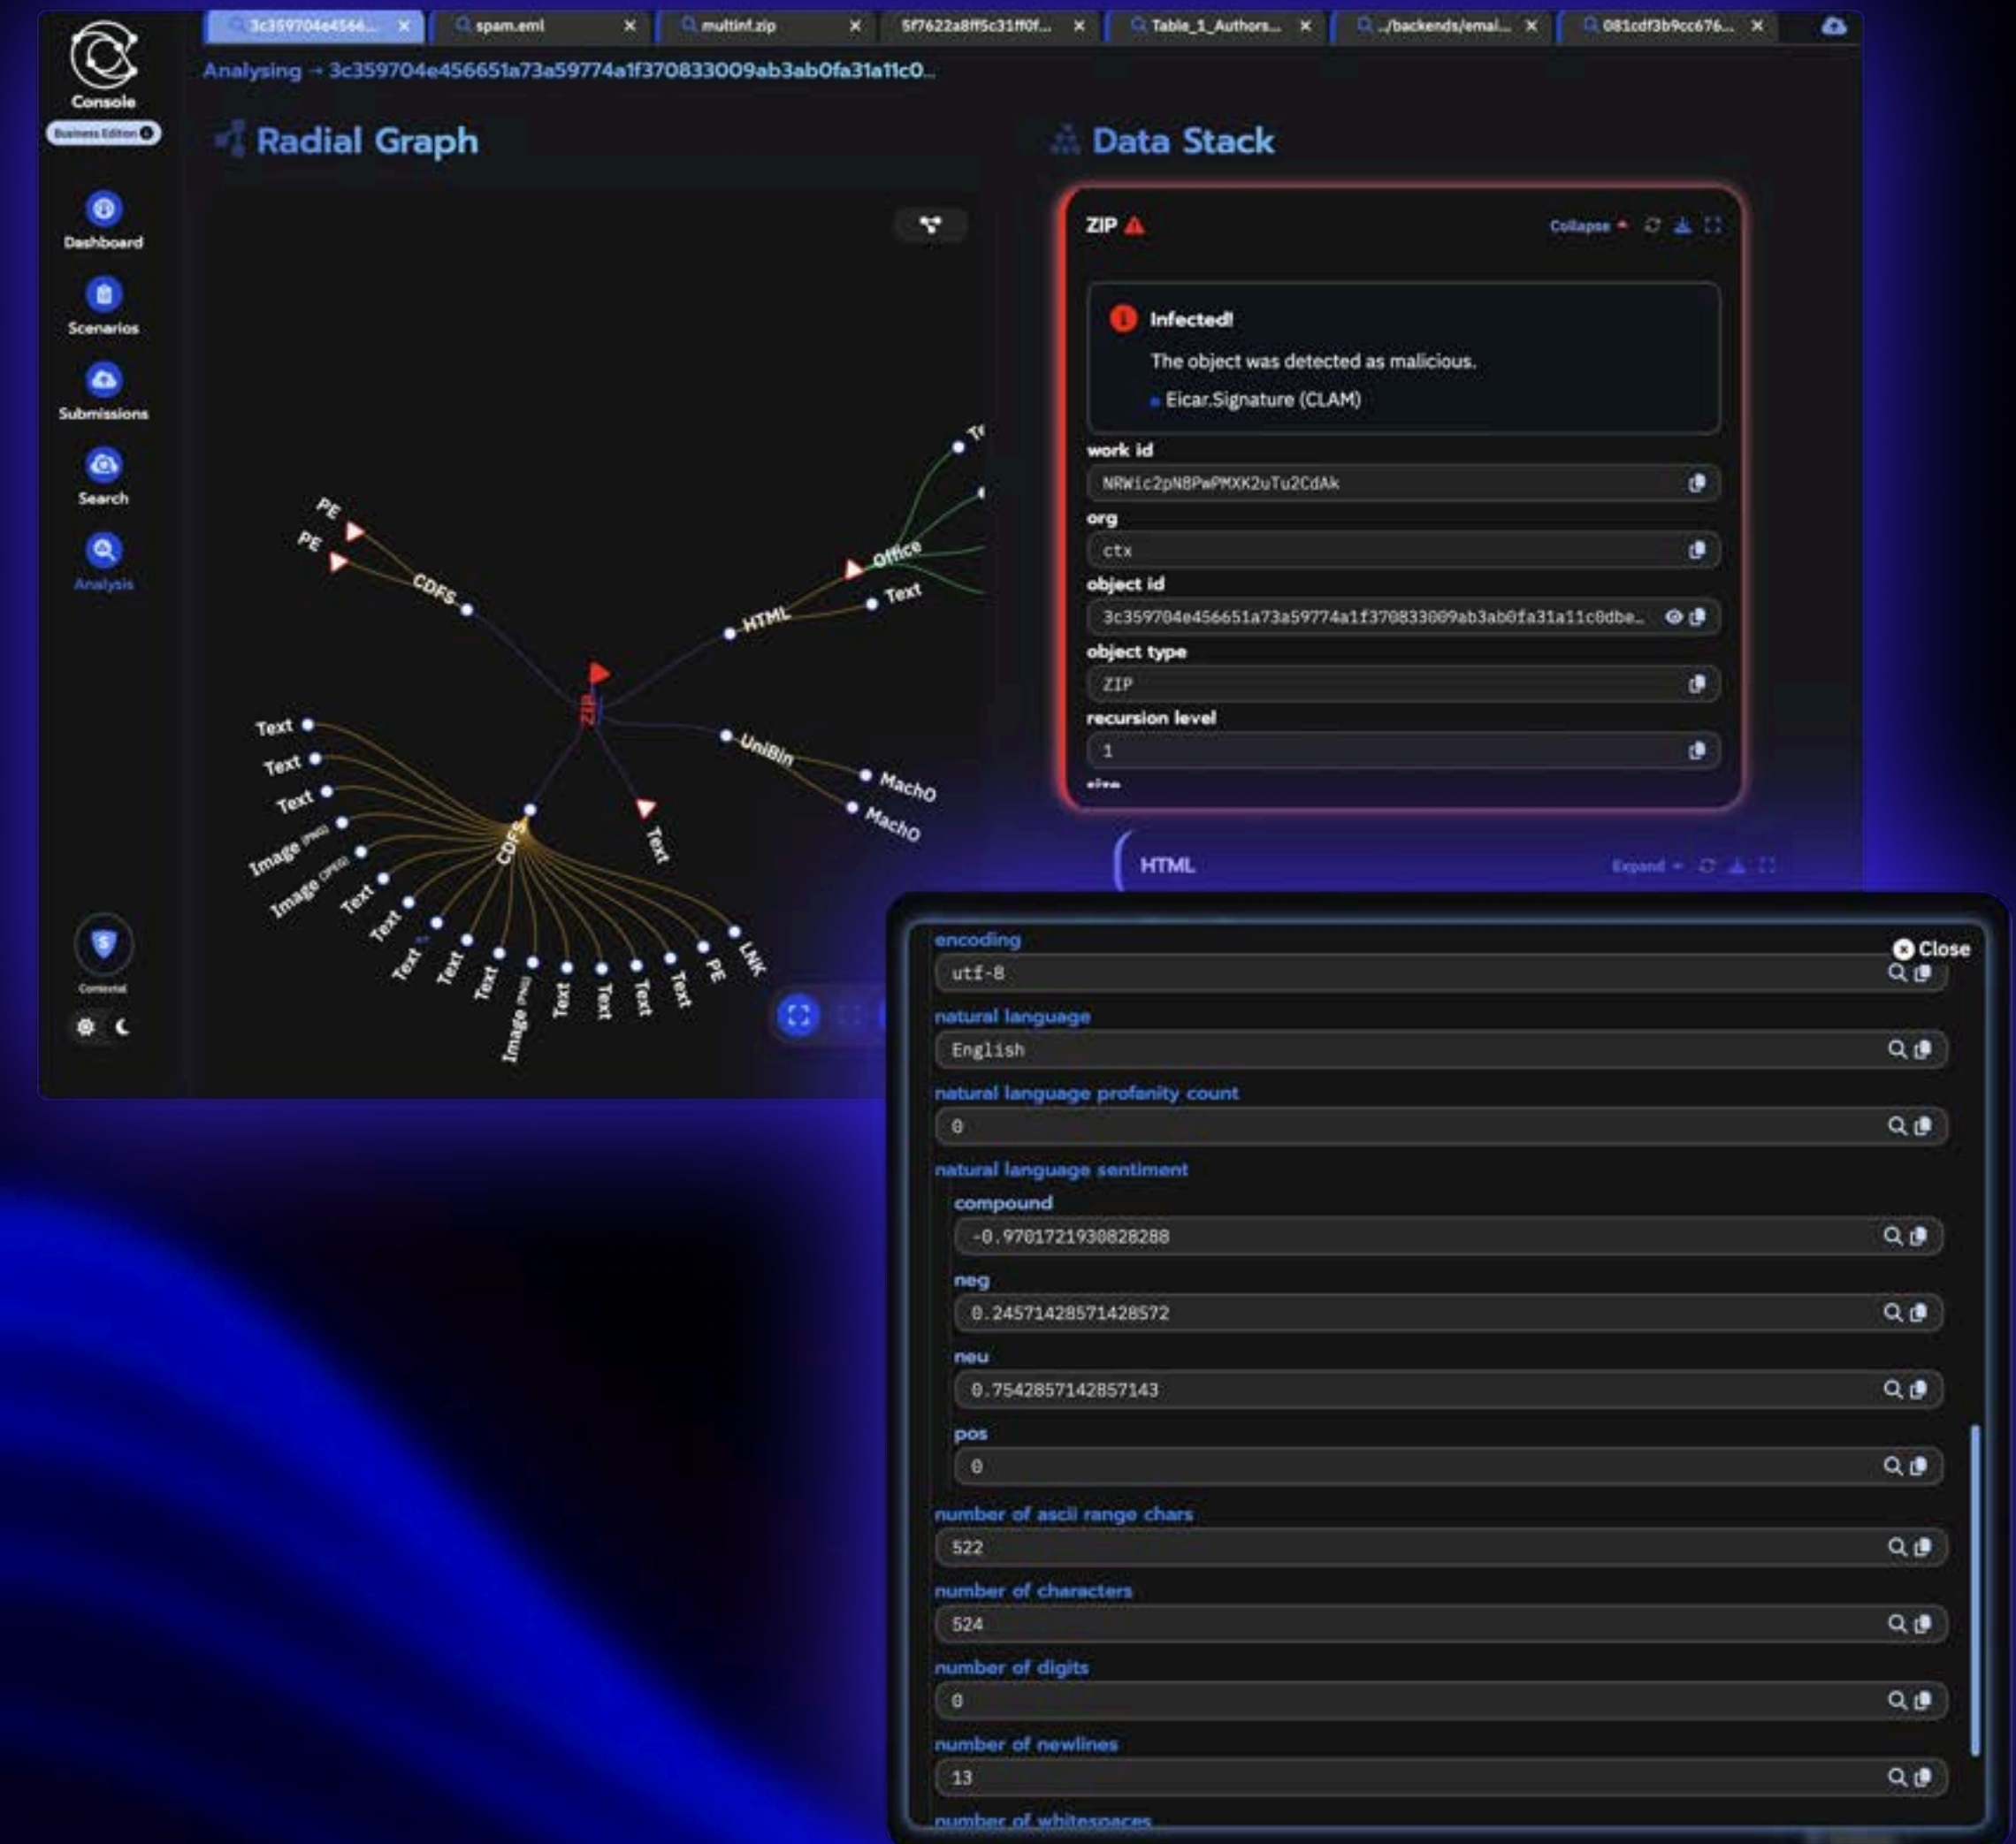 3c359704e4566...
spam.eml
multinf.zip
5f7622a8ff5c31ff0f...
Table_1_Authors...
../backends/emai...
081cdf3b9cc676...
Console
Business Edition
Analysing → 3c359704e456651a73a59774a1f370833009ab3ab0fa31a11c0...
Dashboard
Scenarios
Submissions
Search
Analysis
Contextal
Radial Graph
PE
PE
CDFS
HTML
Office
Text
ZIP
UniBin
MachO
MachO
Text
CDFS
Text
Text
Text
Image (PNG)
Image (JPEG)
Text
Text
Text
Text
Text
Image (PNG)
Text
Text
Text
Text
PE
LNK
Data Stack
ZIP
Collapse
Infected!
The object was detected as malicious.
Eicar.Signature (CLAM)
work id
NRWic2pN8PwPMXK2uTu2CdAk
org
ctx
object id
3c359704e456651a73a59774a1f370833009ab3ab0fa31a11c0dbe…
object type
ZIP
recursion level
1
size
HTML
Expand
Close
encoding
utf-8
natural language
English
natural language profanity count
0
natural language sentiment
compound
-0.9701721930828288
neg
0.24571428571428572
neu
0.7542857142857143
pos
0
number of ascii range chars
522
number of characters
524
number of digits
0
number of newlines
13
number of whitespaces